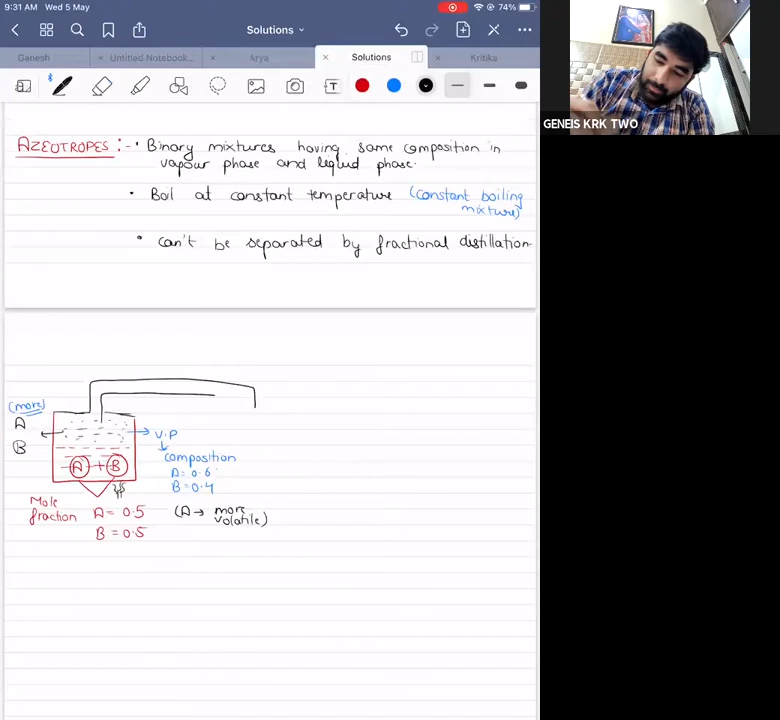 9:31 AM Wed 5 May
74%
Solutions
Ganesh
Untitled Notebook...
Arya
Solutions
Kritika
T
GENEIS KRK TWO
AZEOTROPES :- • Binary mixtures having same composition in
vapour phase and liquid phase.
• Boil at constant temperature (constant boiling
mixture)
• can't be separated by fractional distillation
(more)
A
B
V.P
Composition
A = 0.6
B = 0.4
A + B
Mole
fraction
A = 0.5
B = 0.5
(A → more
volatile)